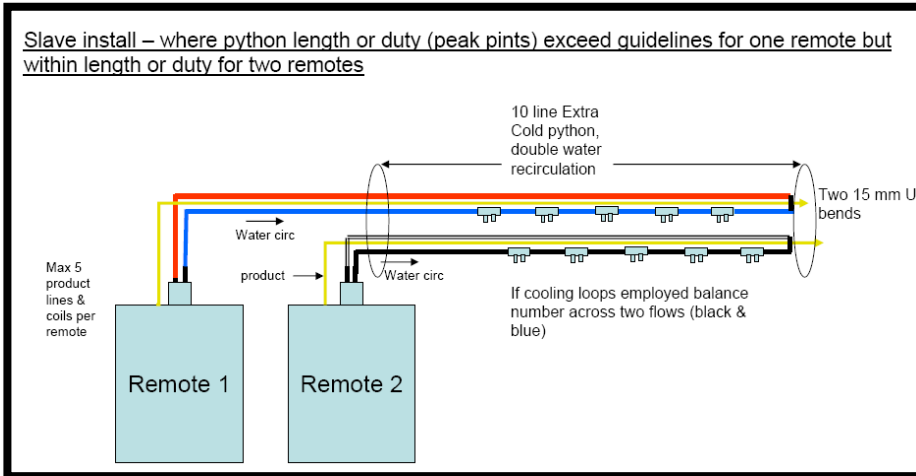 Slave install – where python length or duty (peak pints) exceed guidelines for one remote but
within length or duty for two remotes
10 line Extra
Cold python,
double water
recirculation
Two 15 mm U
bends
Water circ
Max 5
product
lines &
coils per
remote
product
Water circ
If cooling loops employed balance
number across two flows (black &
blue)
Remote 1
Remote 2